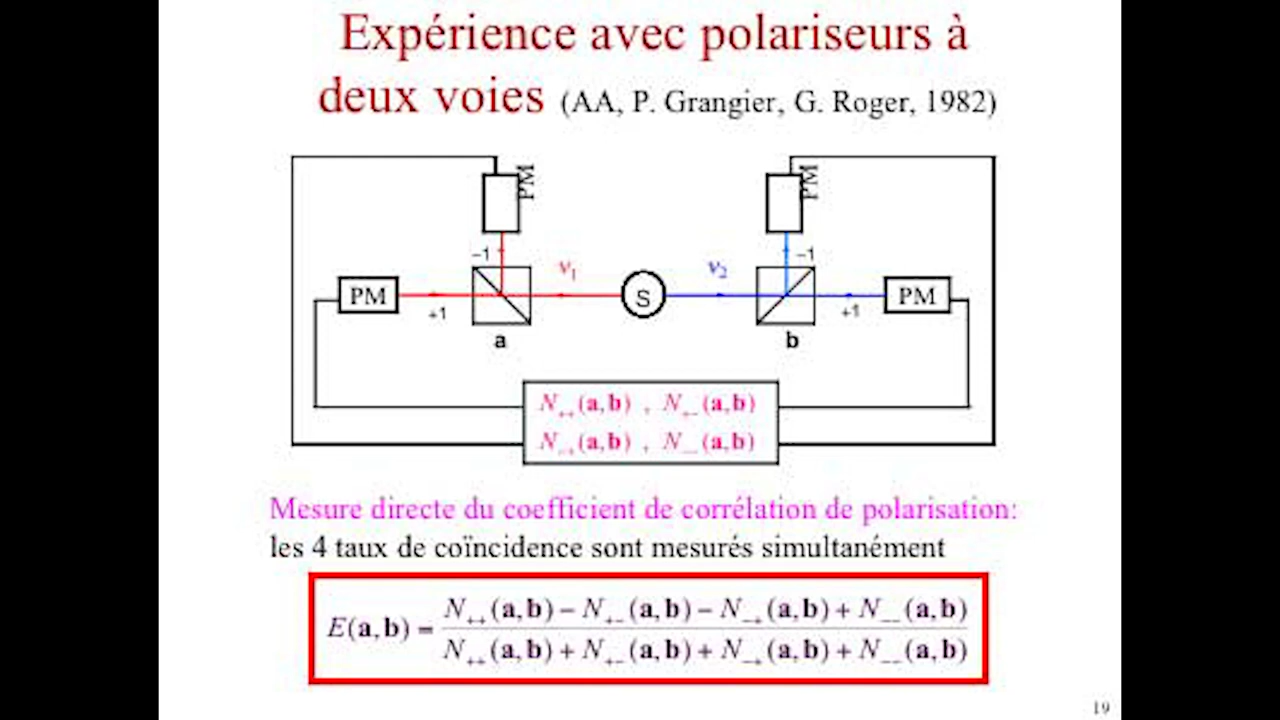 Expérience avec polariseurs à
deux voies (AA, P. Grangier, G. Roger, 1982)
PM PM
−1 ν1 ν2 −1
PM S PM
+1 +1
a b
N++(a,b) , N+−(a,b)
N−+(a,b) , N−−(a,b)
Mesure directe du coefficient de corrélation de polarisation:
les 4 taux de coïncidence sont mesurés simultanément
N++(a,b) − N+−(a,b) − N−+(a,b) + N−−(a,b)
E(a,b) =
N++(a,b) + N+−(a,b) + N−+(a,b) + N−−(a,b)
19